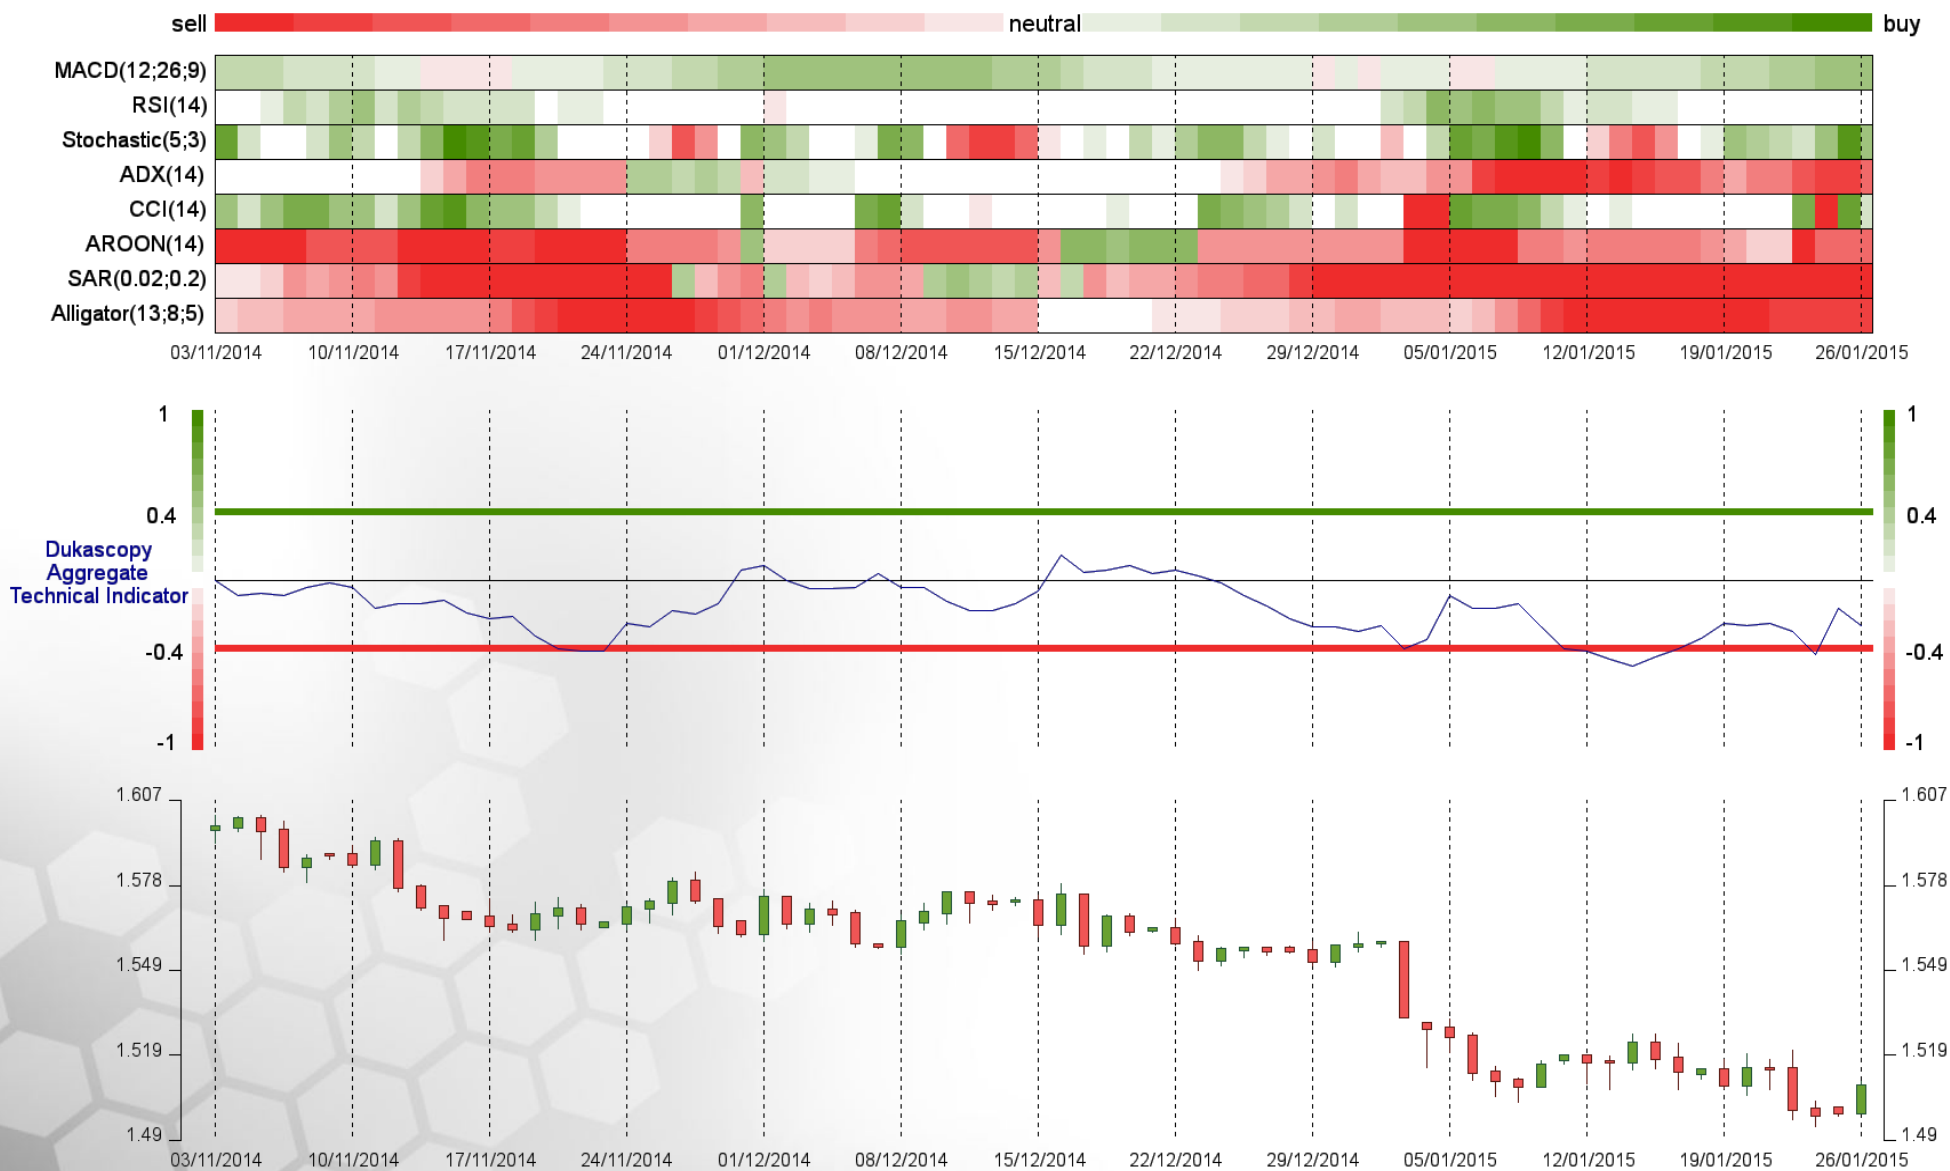 sell neutral buy
MACD(12;26;9)
RSI(14)
Stochastic(5;3)
ADX(14)
CCI(14)
AROON(14)
SAR(0.02;0.2)
Alligator(13;8;5)
03/11/2014 10/11/2014 17/11/2014 24/11/2014 01/12/2014 08/12/2014 15/12/2014 22/12/2014 29/12/2014 05/01/2015 12/01/2015 19/01/2015 26/01/2015
1 1
0.4 0.4
Dukascopy
Aggregate
Technical Indicator
-0.4 -0.4
-1 -1
1.607 1.607
1.578 1.578
1.549 1.549
1.519 1.519
1.49 1.49
03/11/2014 10/11/2014 17/11/2014 24/11/2014 01/12/2014 08/12/2014 15/12/2014 22/12/2014 29/12/2014 05/01/2015 12/01/2015 19/01/2015 26/01/2015